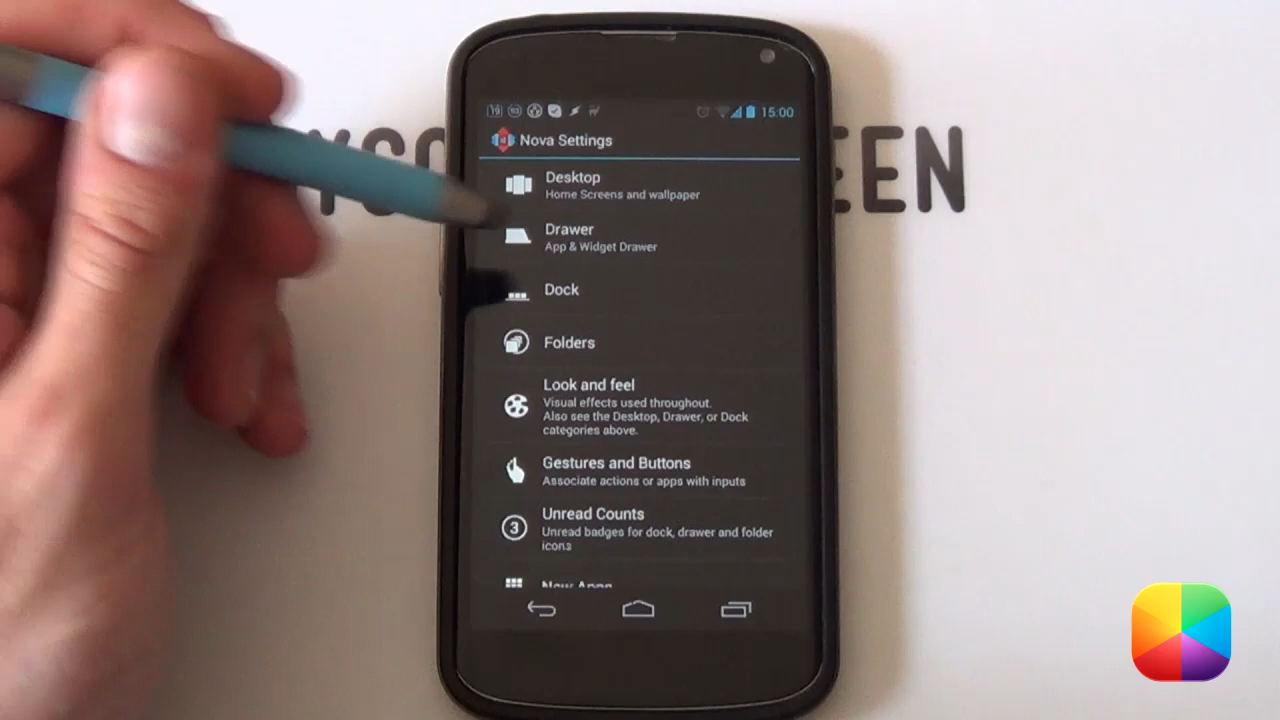 15:00
Nova Settings
Desktop
Home Screens and wallpaper
Drawer
App & Widget Drawer
Dock
Folders
Look and feel
Visual effects used throughout.
Also see the Desktop, Drawer, or Dock
categories above.
Gestures and Buttons
Associate actions or apps with inputs
3
Unread Counts
Unread badges for dock, drawer and folder
icons